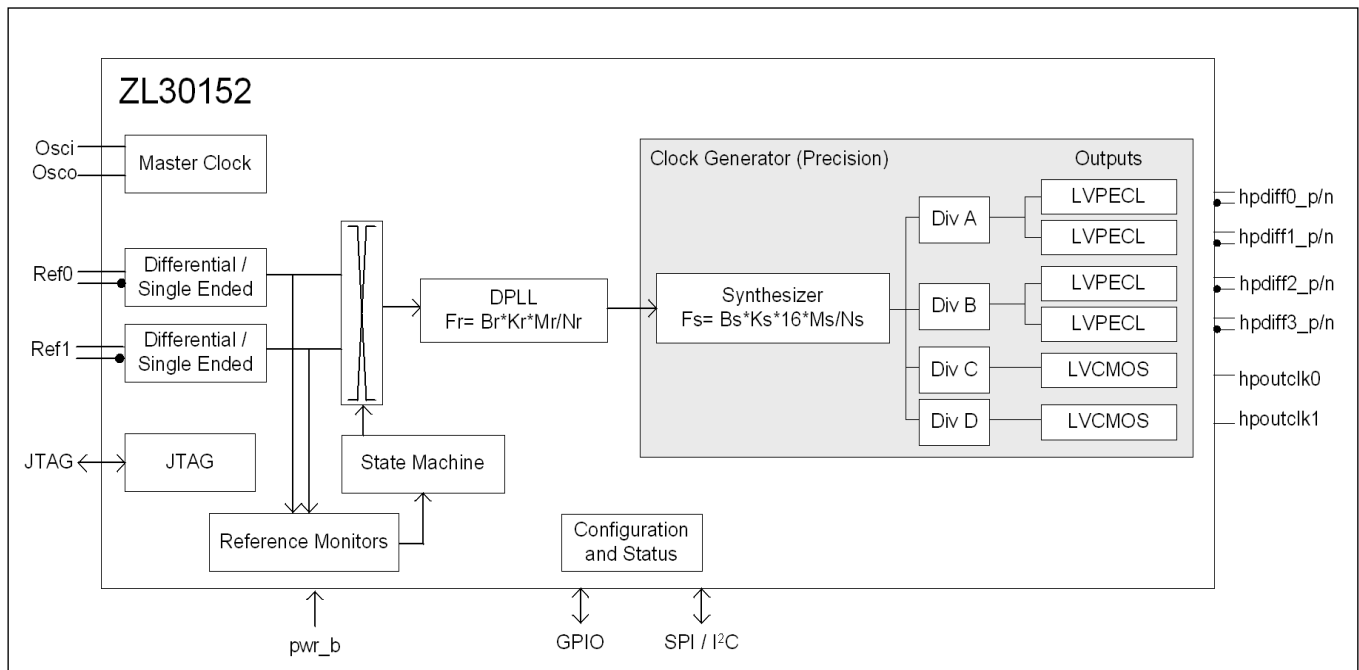 ZL30152
Osci
Osco
Master Clock
Ref0
Differential /
Single Ended
Ref1
Differential /
Single Ended
JTAG
JTAG
State Machine
Reference Monitors
pwr_b
DPLL
Fr= Br*Kr*Mr/Nr
Clock Generator (Precision)
Outputs
Synthesizer
Fs= Bs*Ks*16*Ms/Ns
Div A
LVPECL
LVPECL
Div B
LVPECL
LVPECL
Div C
LVCMOS
Div D
LVCMOS
hpdiff0_p/n
hpdiff1_p/n
hpdiff2_p/n
hpdiff3_p/n
hpoutclk0
hpoutclk1
Configuration
and Status
GPIO
SPI / I²C